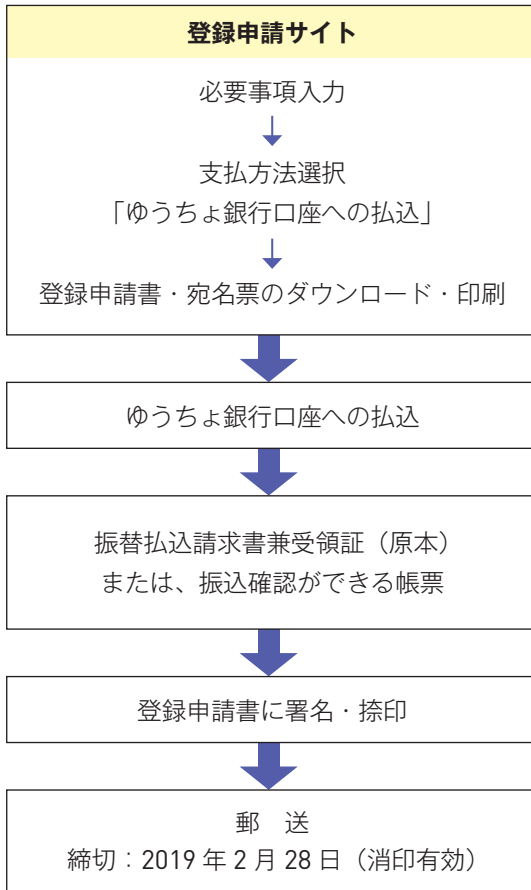 登録申請サイト
必要事項入力
支払方法選択
「ゆうちょ銀行口座への払込」
登録申請書・宛名票のダウンロード・印刷
ゆうちょ銀行口座への払込
振替払込請求書兼受領証（原本）
または、振込確認ができる帳票
登録申請書に署名・捺印
郵　送
締切：2019 年 2 月 28 日（消印有効）